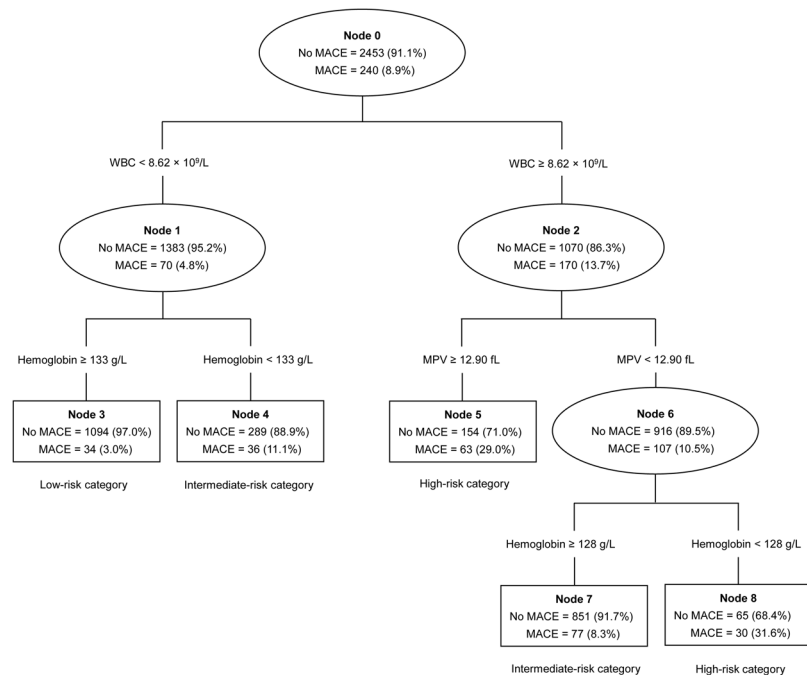 Node 0
No MACE = 2453 (91.1%)
MACE = 240 (8.9%)
WBC < 8.62 × 10⁹/L
WBC ≥ 8.62 × 10⁹/L
Node 1
No MACE = 1383 (95.2%)
MACE = 70 (4.8%)
Node 2
No MACE = 1070 (86.3%)
MACE = 170 (13.7%)
Hemoglobin ≥ 133 g/L
Hemoglobin < 133 g/L
MPV ≥ 12.90 fL
MPV < 12.90 fL
Node 3
No MACE = 1094 (97.0%)
MACE = 34 (3.0%)
Low-risk category
Node 4
No MACE = 289 (88.9%)
MACE = 36 (11.1%)
Intermediate-risk category
Node 5
No MACE = 154 (71.0%)
MACE = 63 (29.0%)
High-risk category
Node 6
No MACE = 916 (89.5%)
MACE = 107 (10.5%)
Hemoglobin ≥ 128 g/L
Hemoglobin < 128 g/L
Node 7
No MACE = 851 (91.7%)
MACE = 77 (8.3%)
Intermediate-risk category
Node 8
No MACE = 65 (68.4%)
MACE = 30 (31.6%)
High-risk category